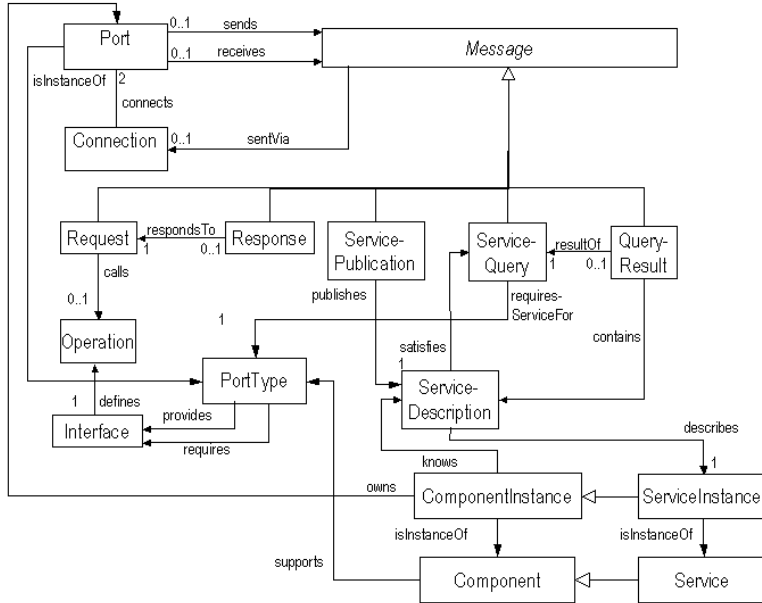 0..1
sends
Port
Message
0..1
receives
isInstanceOf
2
connects
0..1
sentVia
Connection
Request
respondsTo
1
0..1
Response
Service-
Publication
Service-
Query
resultOf
1
0..1
Query-
Result
calls
publishes
requires-
ServiceFor
0..1
1
Operation
satisfies
contains
1
PortType
Service-
Description
1
defines
provides
Interface
requires
describes
knows
1
owns
ComponentInstance
ServiceInstance
isInstanceOf
isInstanceOf
supports
Component
Service